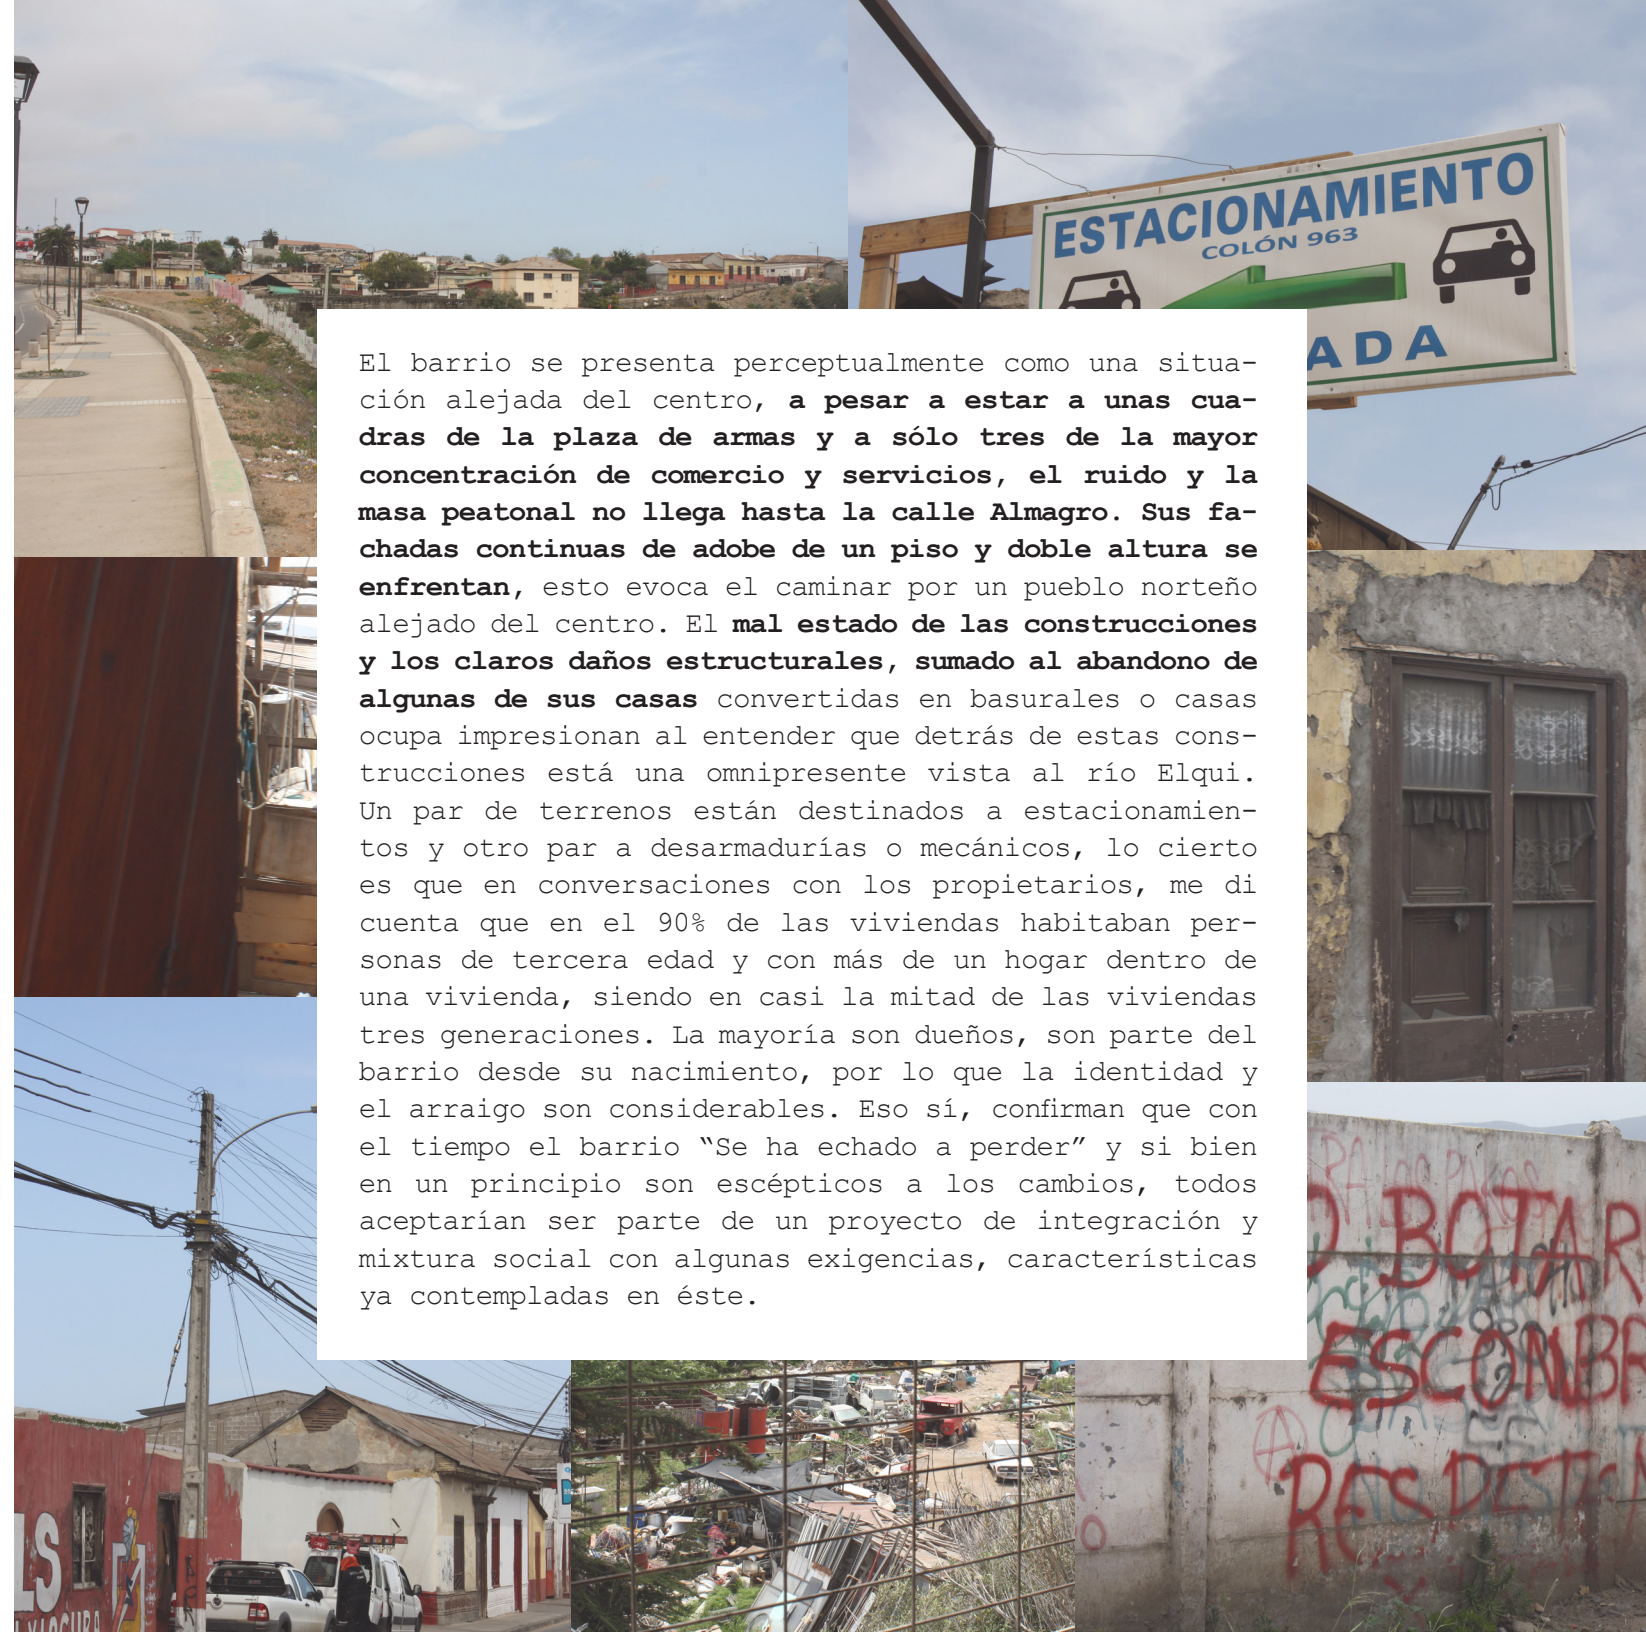 ESTACIONAMIENTO
COLÓN 963
ADA
El barrio se presenta perceptualmente como una situa-
ción alejada del centro, a pesar a estar a unas cua-
dras de la plaza de armas y a sólo tres de la mayor
concentración de comercio y servicios, el ruido y la
masa peatonal no llega hasta la calle Almagro. Sus fa-
chadas continuas de adobe de un piso y doble altura se
enfrentan, esto evoca el caminar por un pueblo norteño
alejado del centro. El mal estado de las construcciones
y los claros daños estructurales, sumado al abandono de
algunas de sus casas convertidas en basurales o casas
ocupa impresionan al entender que detrás de estas cons-
trucciones está una omnipresente vista al río Elqui.
Un par de terrenos están destinados a estacionamien-
tos y otro par a desarmadurías o mecánicos, lo cierto
es que en conversaciones con los propietarios, me di
cuenta que en el 90% de las viviendas habitaban per-
sonas de tercera edad y con más de un hogar dentro de
una vivienda, siendo en casi la mitad de las viviendas
tres generaciones. La mayoría son dueños, son parte del
barrio desde su nacimiento, por lo que la identidad y
el arraigo son considerables. Eso sí, confirman que con
el tiempo el barrio “Se ha echado a perder” y si bien
en un principio son escépticos a los cambios, todos
aceptarían ser parte de un proyecto de integración y
mixtura social con algunas exigencias, características
ya contempladas en éste.
BOTAR
ESCOMBR
LS